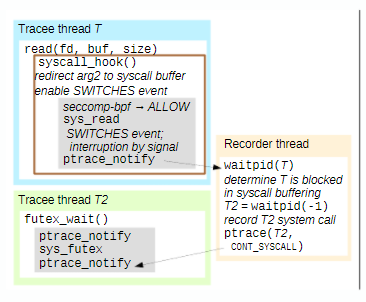 Tracee thread T
read(fd, buf, size)
syscall_hook()
redirect arg2 to syscall buffer
enable SWITCHES event
seccomp-bpf → ALLOW
sys_read
SWITCHES event;
interruption by signal
ptrace_notify
Recorder thread
waitpid(T)
determine T is blocked
in syscall buffering
T2 = waitpid(-1)
record T2 system call
ptrace(T2,
CONT_SYSCALL)
Tracee thread T2
futex_wait()
ptrace_notify
sys_futex
ptrace_notify